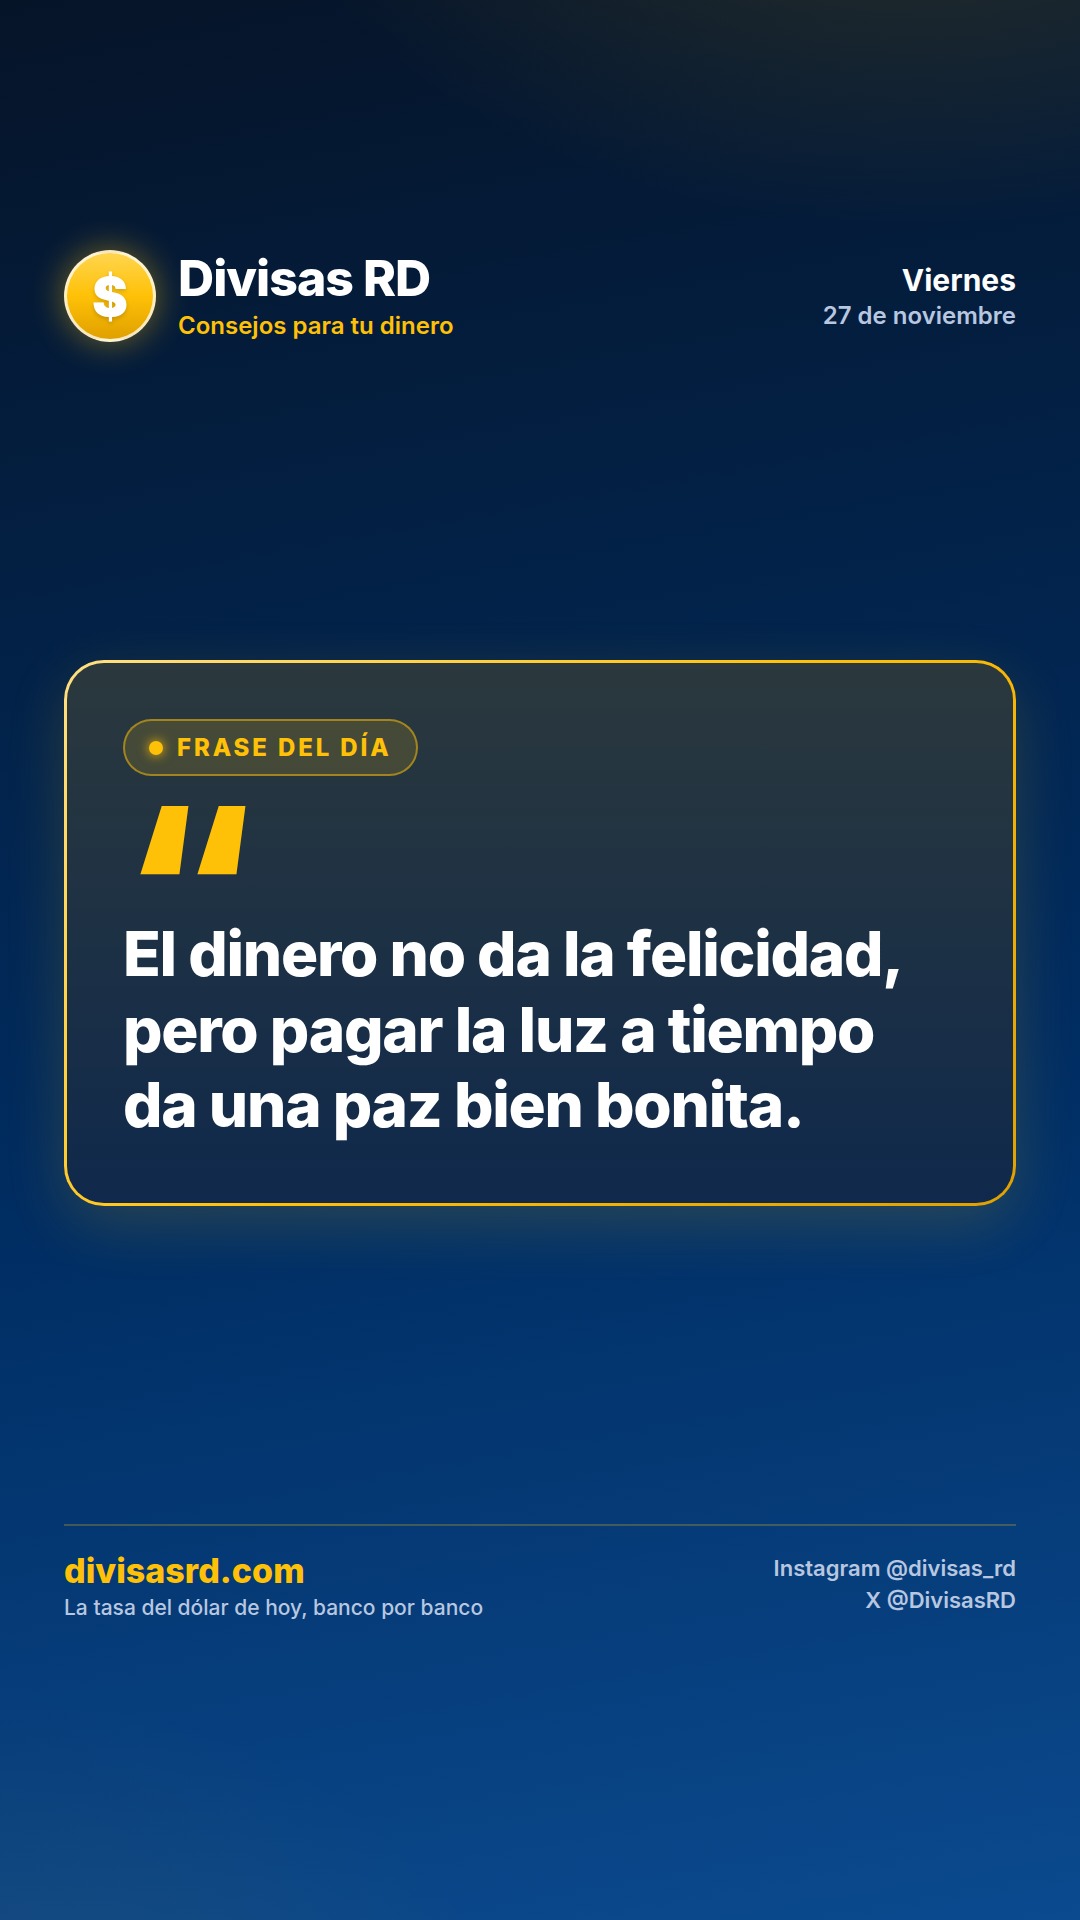 $
Divisas RD
Consejos para tu dinero
Viernes
27 de noviembre
FRASE DEL DÍA
"
El dinero no da la felicidad,
pero pagar la luz a tiempo
da una paz bien bonita.
divisasrd.com
La tasa del dólar de hoy, banco por banco
Instagram @divisas_rd
X @DivisasRD